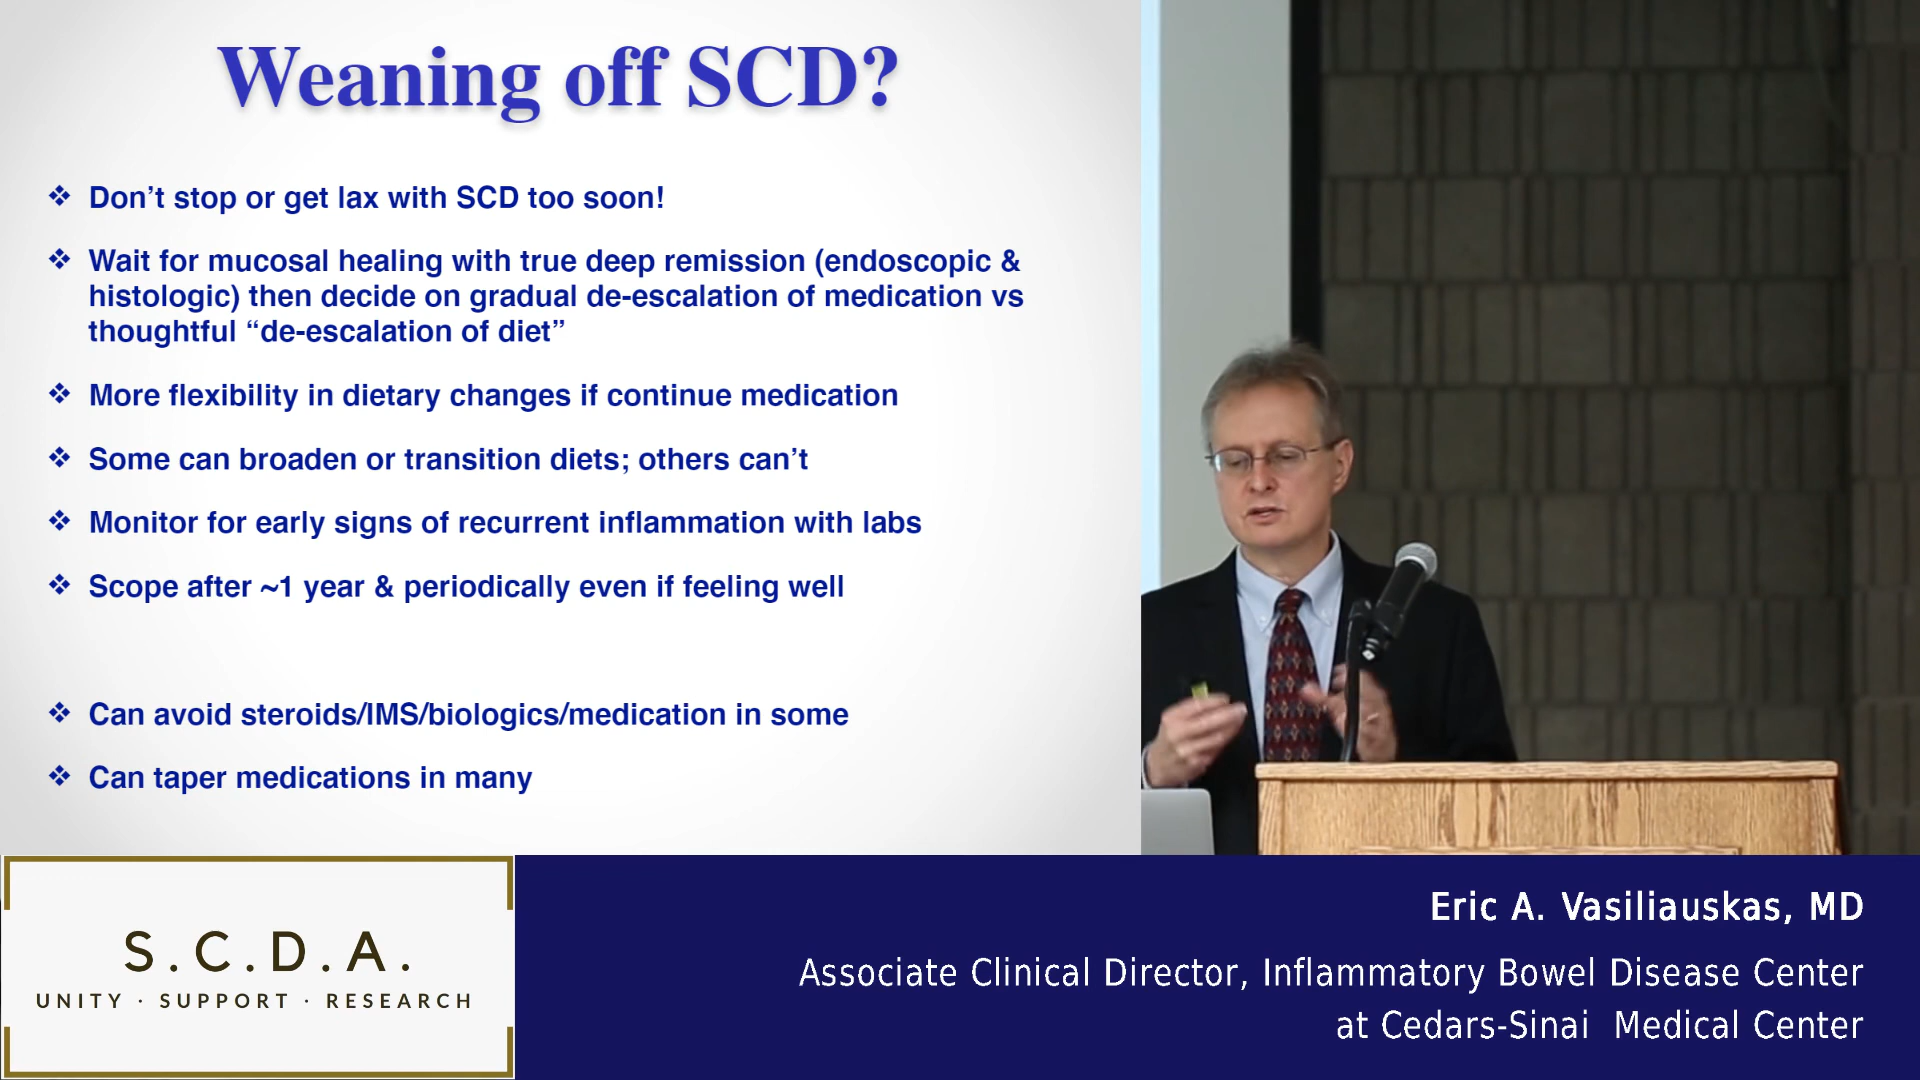 Weaning off SCD?
❖ Don’t stop or get lax with SCD too soon!
❖ Wait for mucosal healing with true deep remission (endoscopic &
histologic) then decide on gradual de-escalation of medication vs
thoughtful “de-escalation of diet”
❖ More flexibility in dietary changes if continue medication
❖ Some can broaden or transition diets; others can’t
❖ Monitor for early signs of recurrent inflammation with labs
❖ Scope after ~1 year & periodically even if feeling well
❖ Can avoid steroids/IMS/biologics/medication in some
❖ Can taper medications in many
S.C.D.A.
UNITY · SUPPORT · RESEARCH
Eric A. Vasiliauskas, MD
Associate Clinical Director, Inflammatory Bowel Disease Center
at Cedars-Sinai Medical Center